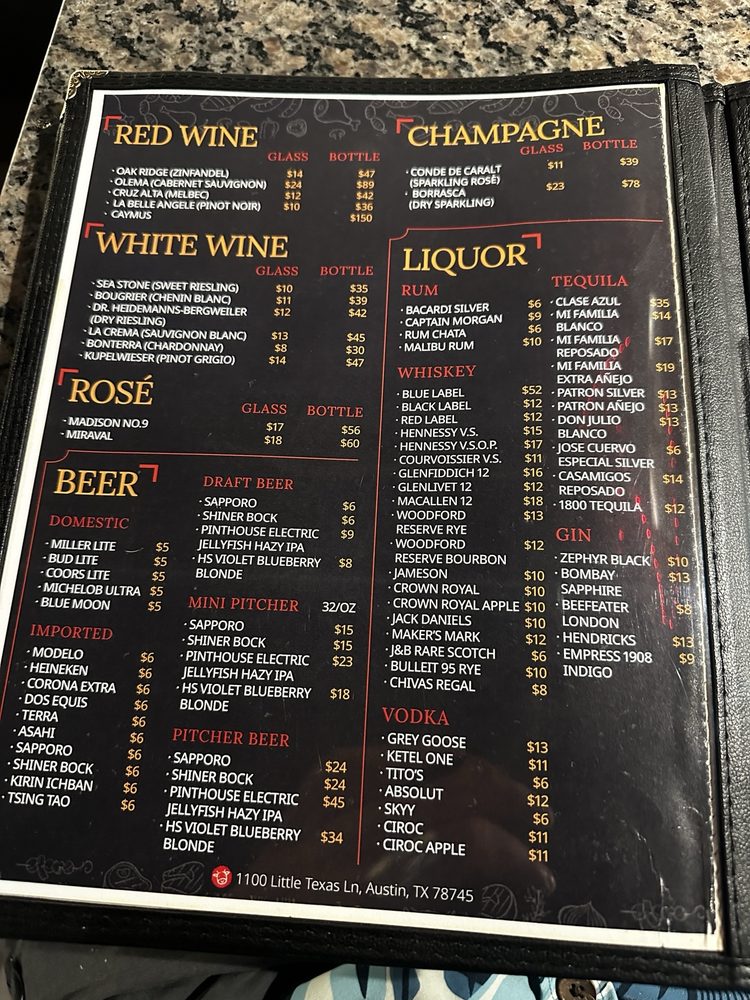 RED WINE
GLASS BOTTLE
· OAK RIDGE (ZINFANDEL) $14 $47
· OLEMA (CABERNET SAUVIGNON) $24 $89
· CRUZ ALTA (MELBEC) $12 $42
· LA BELLE ANGELE (PINOT NOIR) $10 $36
· CAYMUS $150
WHITE WINE
GLASS BOTTLE
· SEA STONE (SWEET RIESLING) $10 $35
· BOUGRIER (CHENIN BLANC) $11 $39
· DR. HEIDEMANNS-BERGWEILER $12 $42
(DRY RIESLING)
· LA CREMA (SAUVIGNON BLANC) $13 $45
· BONTERRA (CHARDONNAY) $8 $30
· KUPELWIESER (PINOT GRIGIO) $14 $47
ROSÉ
GLASS BOTTLE
· MADISON NO.9 $17 $56
· MIRAVAL $18 $60
BEER
DOMESTIC
· MILLER LITE $5
· BUD LITE $5
· COORS LITE $5
· MICHELOB ULTRA $5
· BLUE MOON $5
IMPORTED
· MODELO $6
· HEINEKEN $6
· CORONA EXTRA $6
· DOS EQUIS $6
· TERRA $6
· ASAHI $6
· SAPPORO $6
· SHINER BOCK $6
· KIRIN ICHBAN $6
· TSING TAO $6
DRAFT BEER
· SAPPORO $6
· SHINER BOCK $6
· PINTHOUSE ELECTRIC $9
JELLYFISH HAZY IPA
· HS VIOLET BLUEBERRY $8
BLONDE
MINI PITCHER 32/OZ
· SAPPORO $15
· SHINER BOCK $15
· PINTHOUSE ELECTRIC $23
JELLYFISH HAZY IPA
· HS VIOLET BLUEBERRY $18
BLONDE
PITCHER BEER
· SAPPORO $24
· SHINER BOCK $24
· PINTHOUSE ELECTRIC $45
JELLYFISH HAZY IPA
· HS VIOLET BLUEBERRY $34
BLONDE
CHAMPAGNE
GLASS BOTTLE
· CONDE DE CARALT $11 $39
(SPARKLING ROSÉ)
· BORRASCA $23 $78
(DRY SPARKLING)
LIQUOR
RUM
· BACARDI SILVER $6
· CAPTAIN MORGAN $9
· RUM CHATA $6
· MALIBU RUM $10
WHISKEY
· BLUE LABEL $52
· BLACK LABEL $12
· RED LABEL $12
· HENNESSY V.S. $15
· HENNESSY V.S.O.P. $17
· COURVOISSIER V.S. $11
· GLENFIDDICH 12 $16
· GLENLIVET 12 $12
· MACALLEN 12 $18
· WOODFORD $13
RESERVE RYE
· WOODFORD $12
RESERVE BOURBON
· JAMESON $10
· CROWN ROYAL $10
· CROWN ROYAL APPLE $10
· JACK DANIELS $10
· MAKER'S MARK $12
· J&B RARE SCOTCH $6
· BULLEIT 95 RYE $10
· CHIVAS REGAL $8
VODKA
· GREY GOOSE $13
· KETEL ONE $11
· TITO'S $6
· ABSOLUT $12
· SKYY $6
· CIROC $11
· CIROC APPLE $11
TEQUILA
· CLASE AZUL $35
· MI FAMILIA $14
BLANCO
· MI FAMILIA $17
REPOSADO
· MI FAMILIA $19
EXTRA AÑEJO
· PATRON SILVER $13
· PATRON AÑEJO $13
· DON JULIO $13
BLANCO
· JOSE CUERVO $6
ESPECIAL SILVER
· CASAMIGOS $14
REPOSADO
· 1800 TEQUILA $12
GIN
· ZEPHYR BLACK $10
· BOMBAY $13
SAPPHIRE
· BEEFEATER $8
LONDON
· HENDRICKS $13
· EMPRESS 1908 $9
INDIGO
1100 Little Texas Ln, Austin, TX 78745